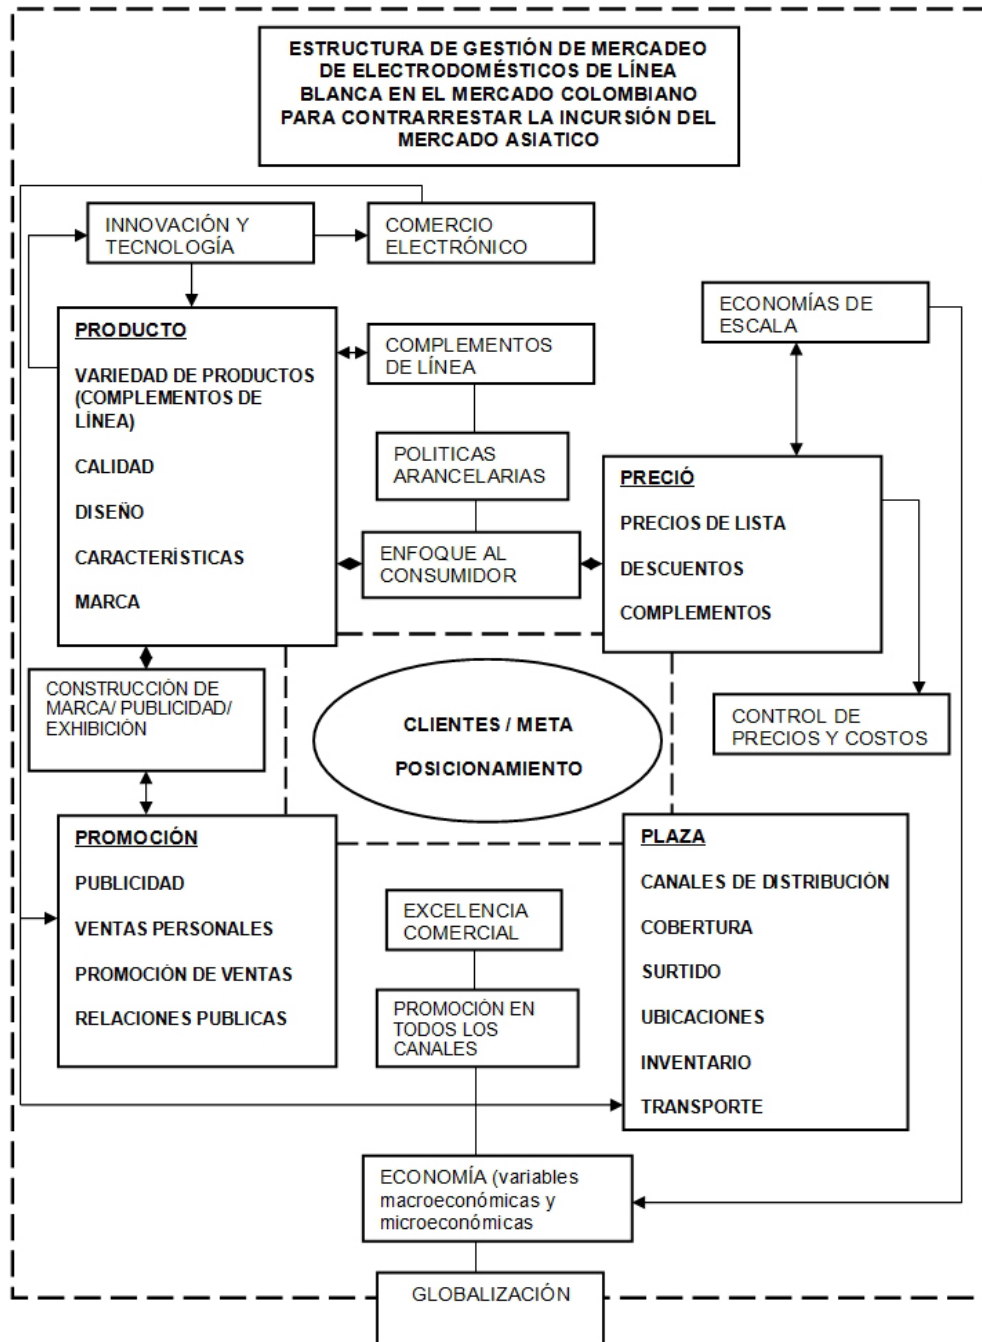 ESTRUCTURA DE GESTIÓN DE MERCADEO
DE ELECTRODOMÉSTICOS DE LÍNEA
BLANCA EN EL MERCADO COLOMBIANO
PARA CONTRARRESTAR LA INCURSIÓN DEL
MERCADO ASIATICO
INNOVACIÓN Y
TECNOLOGÍA
COMERCIO
ELECTRÓNICO
ECONOMÍAS DE
ESCALA
PRODUCTO
VARIEDAD DE PRODUCTOS
(COMPLEMENTOS DE
LÍNEA)
CALIDAD
DISEÑO
CARACTERÍSTICAS
MARCA
COMPLEMENTOS
DE LÍNEA
POLITICAS
ARANCELARIAS
ENFOQUE AL
CONSUMIDOR
PRECIÓ
PRECIOS DE LISTA
DESCUENTOS
COMPLEMENTOS
CONSTRUCCIÓN DE
MARCA/ PUBLICIDAD/
EXHIBICIÓN
CLIENTES / META
POSICIONAMIENTO
CONTROL DE
PRECIOS Y COSTOS
PROMOCIÓN
PUBLICIDAD
VENTAS PERSONALES
PROMOCIÓN DE VENTAS
RELACIONES PUBLICAS
EXCELENCIA
COMERCIAL
PROMOCIÓN EN
TODOS LOS
CANALES
PLAZA
CANALES DE DISTRIBUCIÓN
COBERTURA
SURTIDO
UBICACIONES
INVENTARIO
TRANSPORTE
ECONOMÍA (variables
macroeconómicas y
microeconómicas
GLOBALIZACIÓN